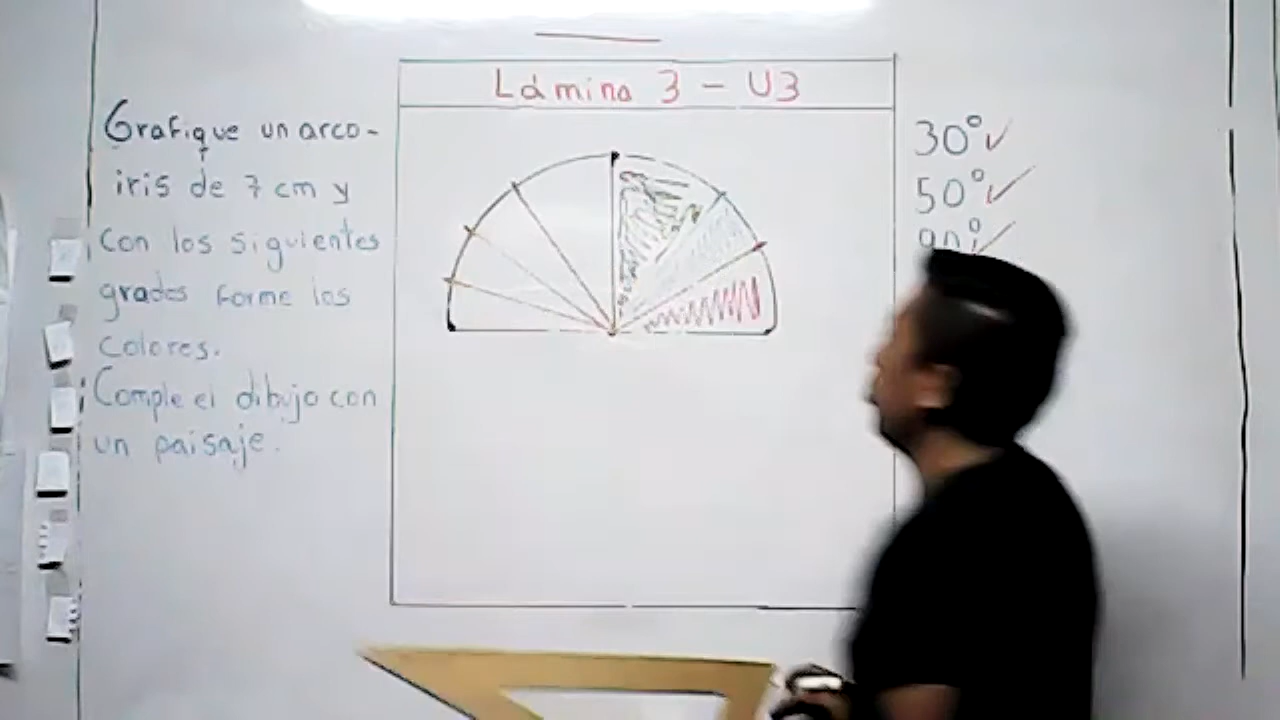 Lámina 3 - U3
Grafique un arco-
iris de 7 cm y
con los siguientes
grados forme los
colores.
Comple el dibujo con
un paisaje.
30°✓
50°✓
90°✓